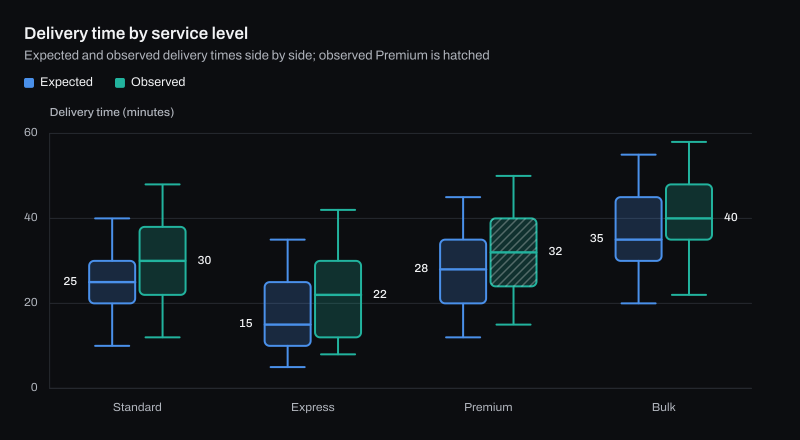 Delivery time by service level
Expected and observed delivery times side by side; observed Premium is hatched
Expected Observed
Delivery time (minutes)
60
40
20
0
25
30
15
22
28
32
35
40
Standard Express Premium Bulk